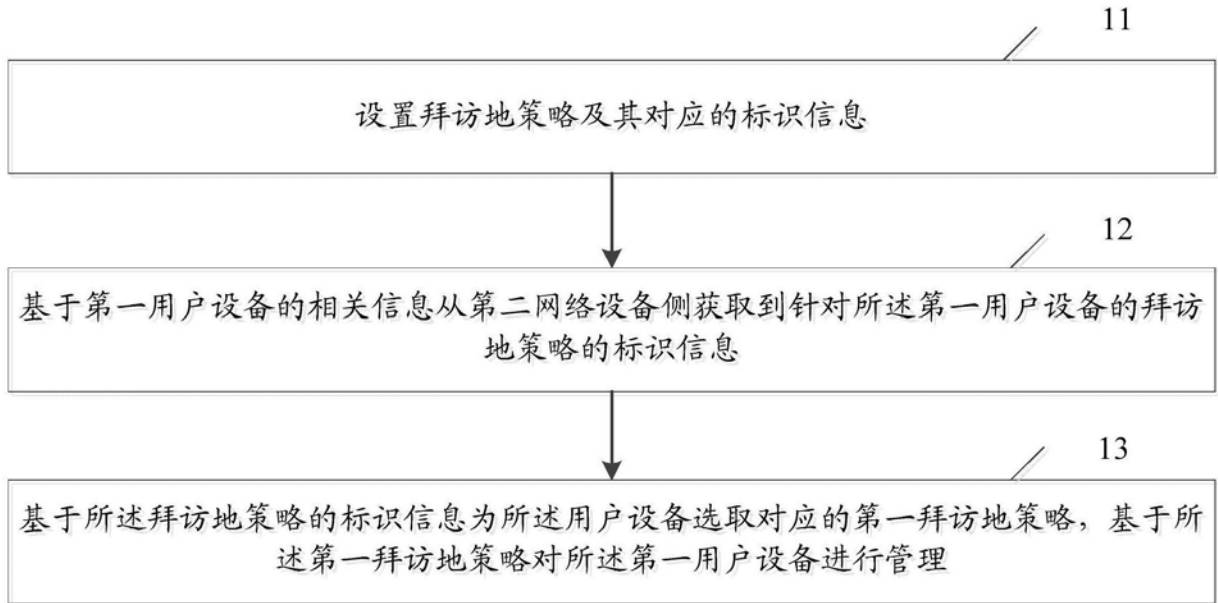 11
设置拜访地策略及其对应的标识信息
12
基于第一用户设备的相关信息从第二网络设备侧获取到针对所述第一用户设备的拜访
地策略的标识信息
13
基于所述拜访地策略的标识信息为所述用户设备选取对应的第一拜访地策略，基于所
述第一拜访地策略对所述第一用户设备进行管理